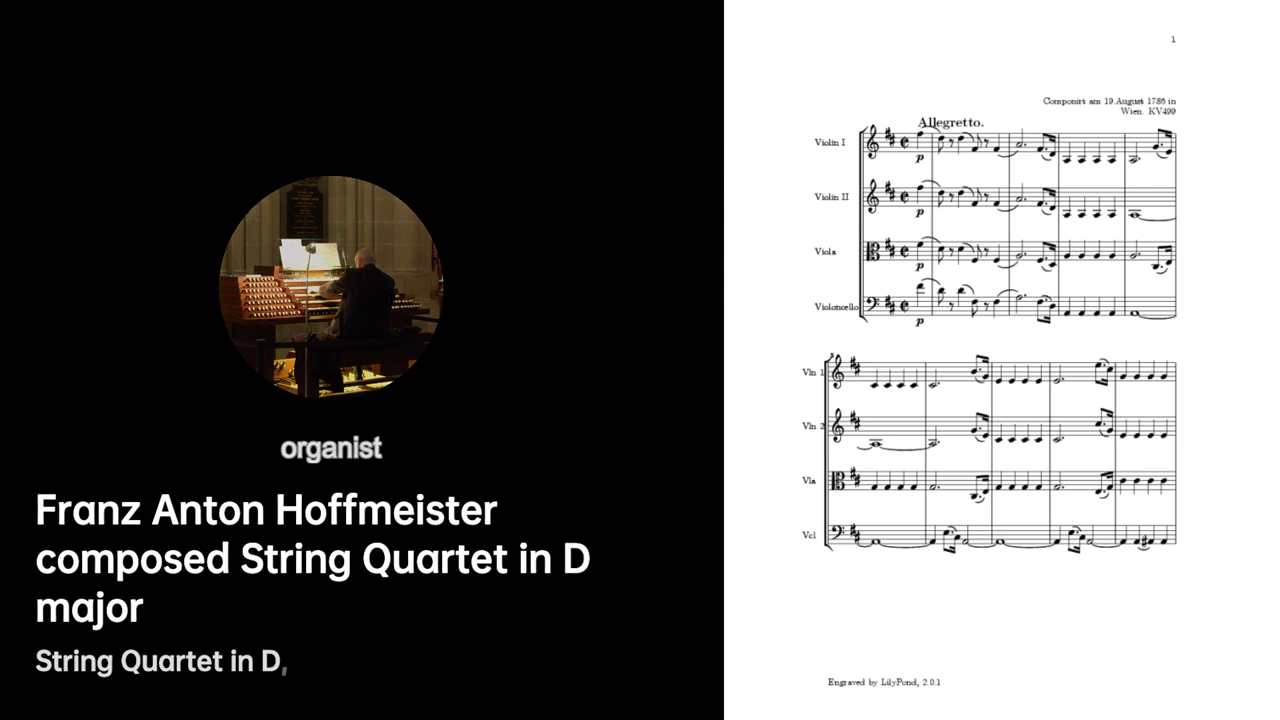 organist
Franz Anton Hoffmeister
composed String Quartet in D
major
String Quartet in D,
1
Componirt am 19.August 1786 in
Wien. KV499
Allegretto.
Violin I
p
Violin II
p
Viola
p
Violoncello
p
5
Vln 1
Vln 2
Vla
Vcl
Engraved by LilyPond, 2.0.1